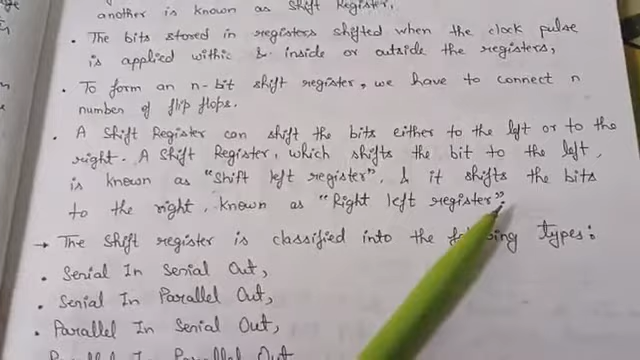 another is known as Shift Register.
• The bits stored in registers shifted when the clock pulse
is applied within & inside or outside the registers,
• To form an n-bit shift register, we have to connect n
number of flip flops.
• A Shift Register can shift the bits either to the left or to the
right. A Shift Register, which shifts the bit to the left,
is known as "Shift left register", & it shifts the bits
to the right, known as "Right left register".
→ The shift register is classified into the types:
• Serial In Serial Out,
• Serial In Parallel Out,
• Parallel In Serial Out,
Parallel In Parallel Out